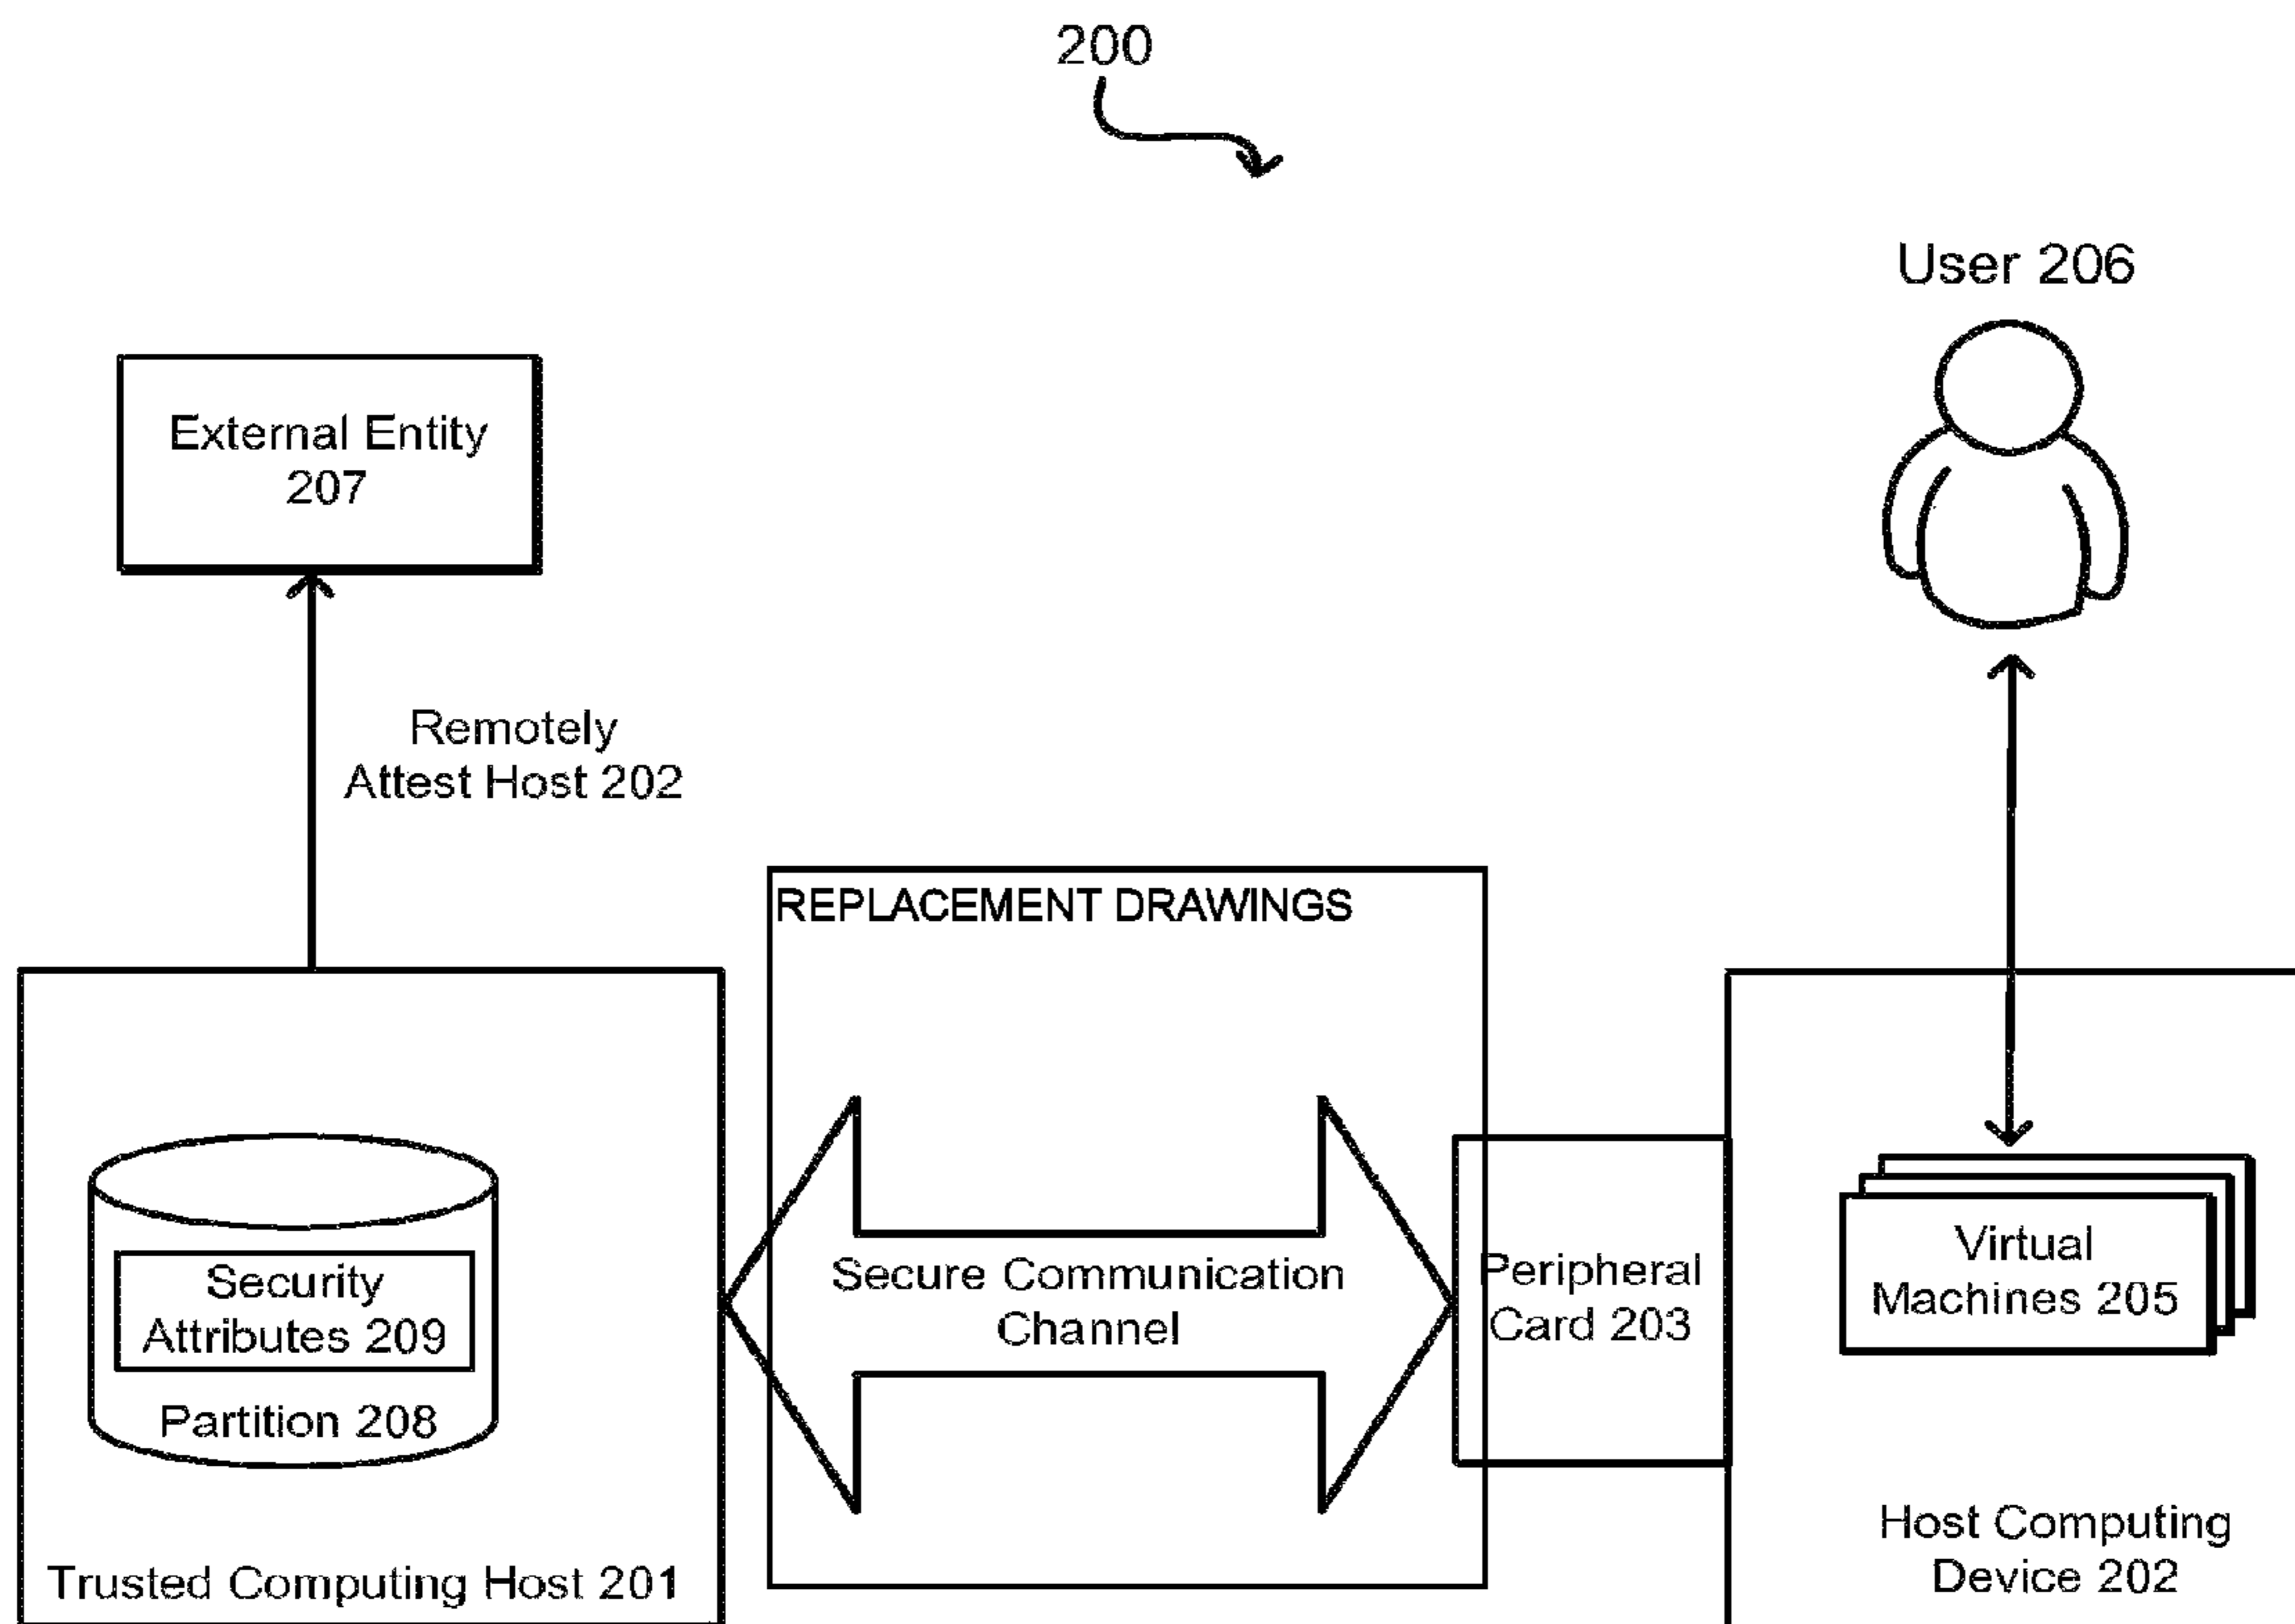 200
User 206
External Entity
207
Remotely
Attest Host 202
REPLACEMENT DRAWINGS
Security
Attributes 209
Partition 208
Trusted Computing Host 201
Secure Communication
Channel
Peripheral
Card 203
Virtual
Machines 205
Host Computing
Device 202